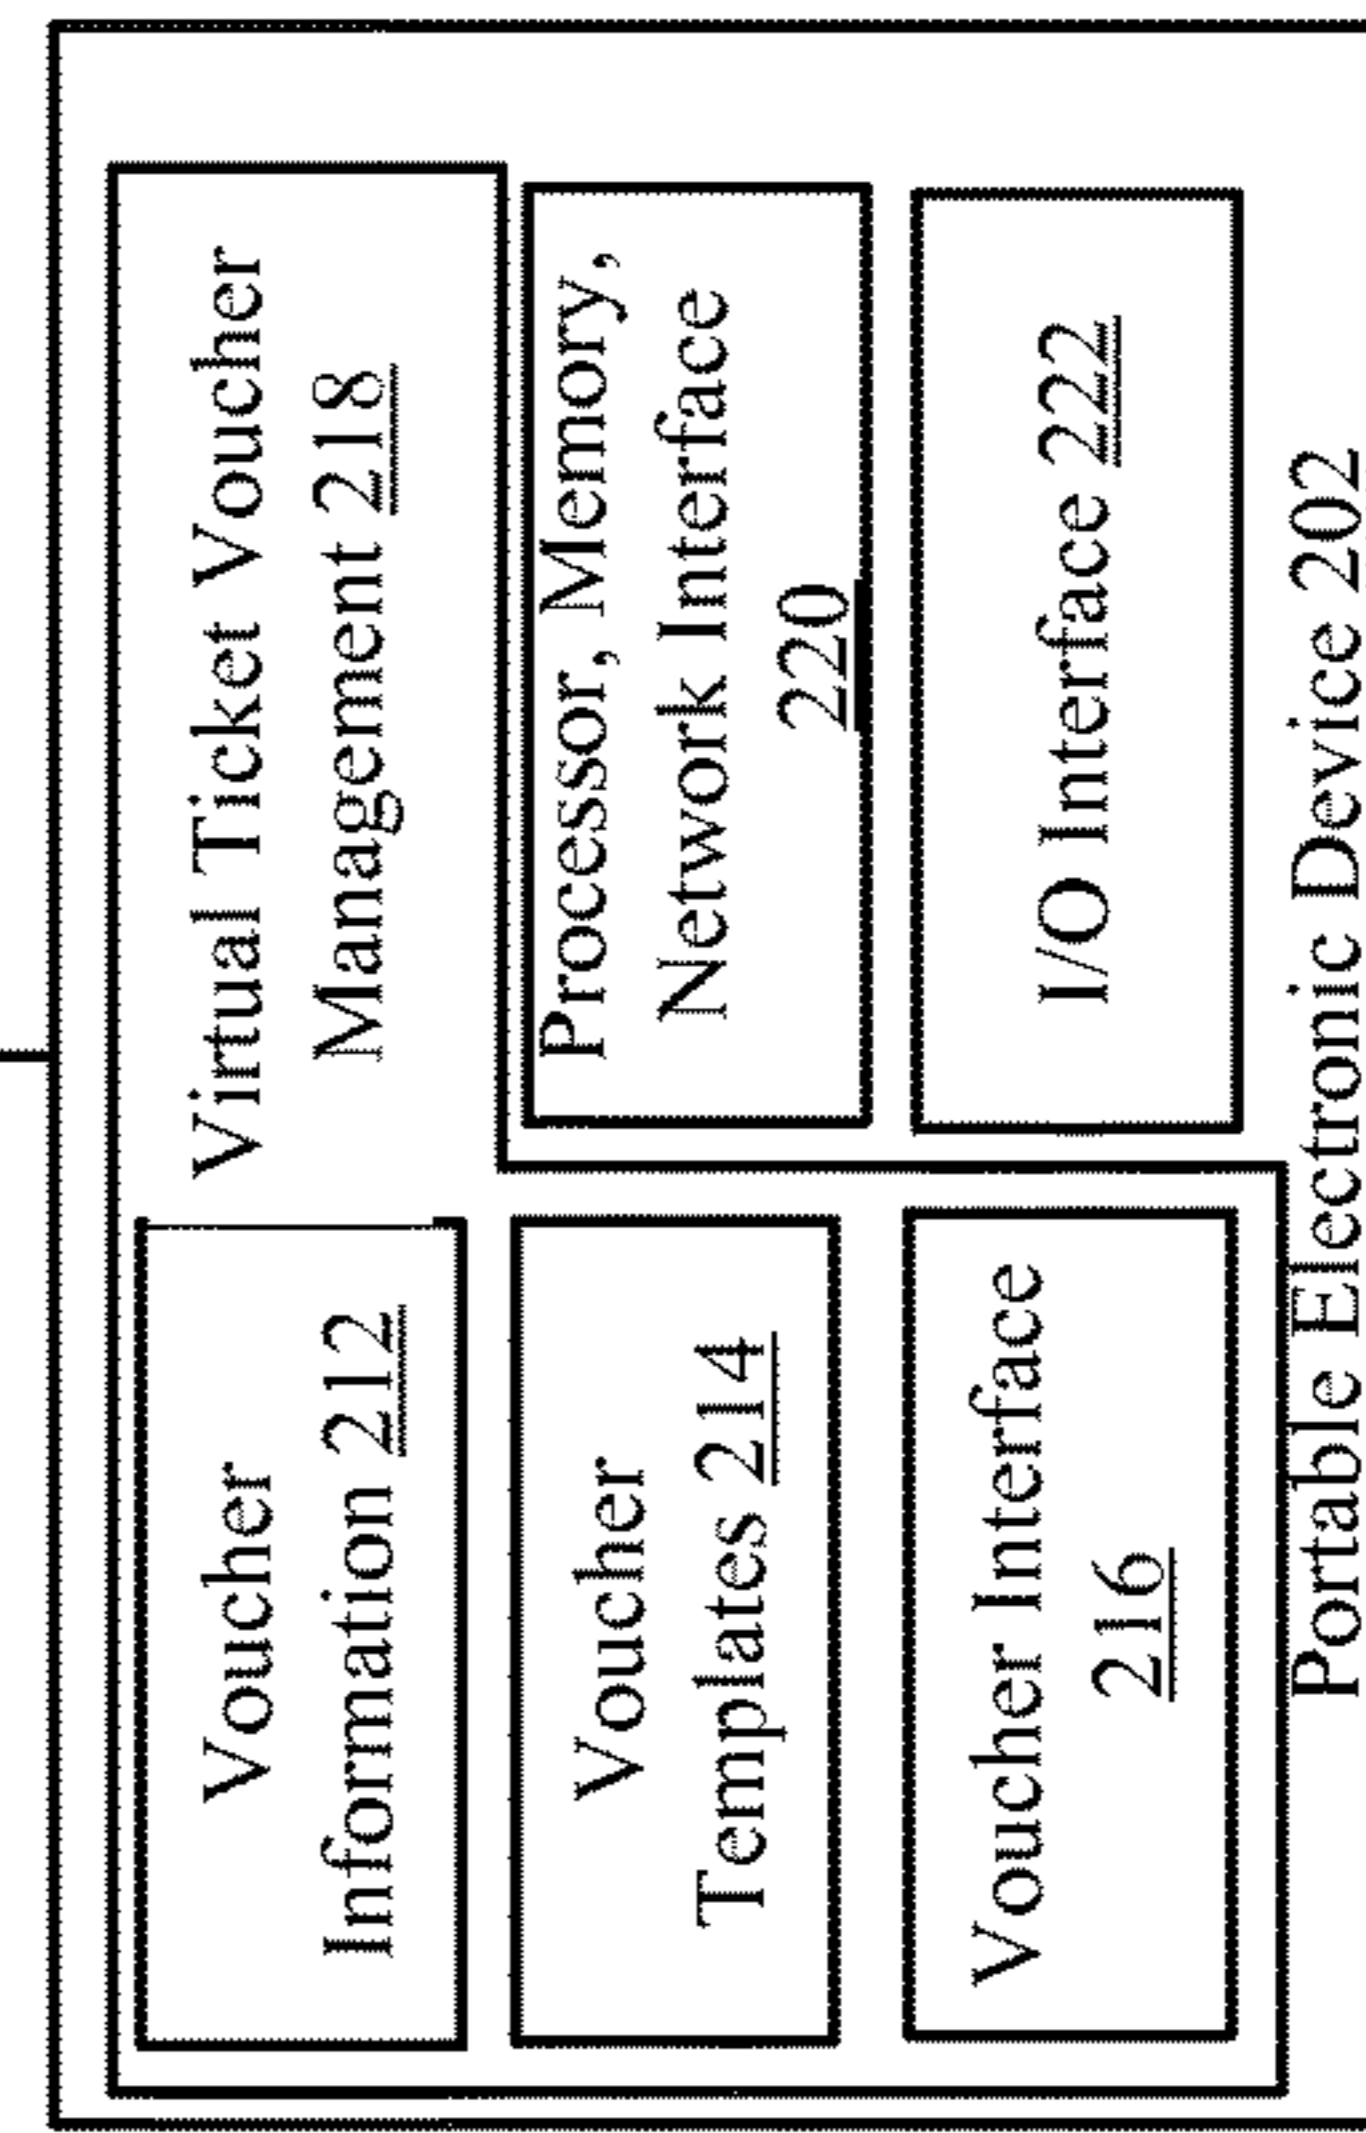 Voucher
Information 212
Virtual Ticket Voucher
Management 218
Voucher
Templates 214
Processor, Memory,
Network Interface
220
Voucher Interface
216
I/O Interface 222
Portable Electronic Device 202